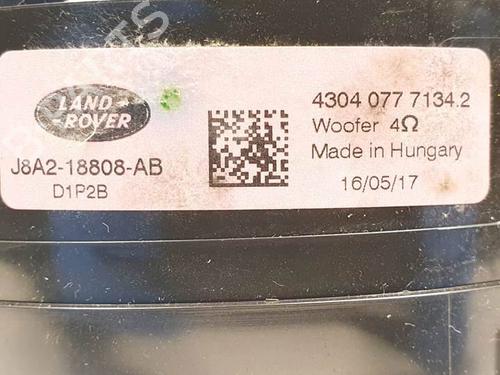 LAND
ROVER
J8A2-18808-AB
D1P2B
4304 077 7134.2
Woofer 4Ω
Made in Hungary
16/05/17